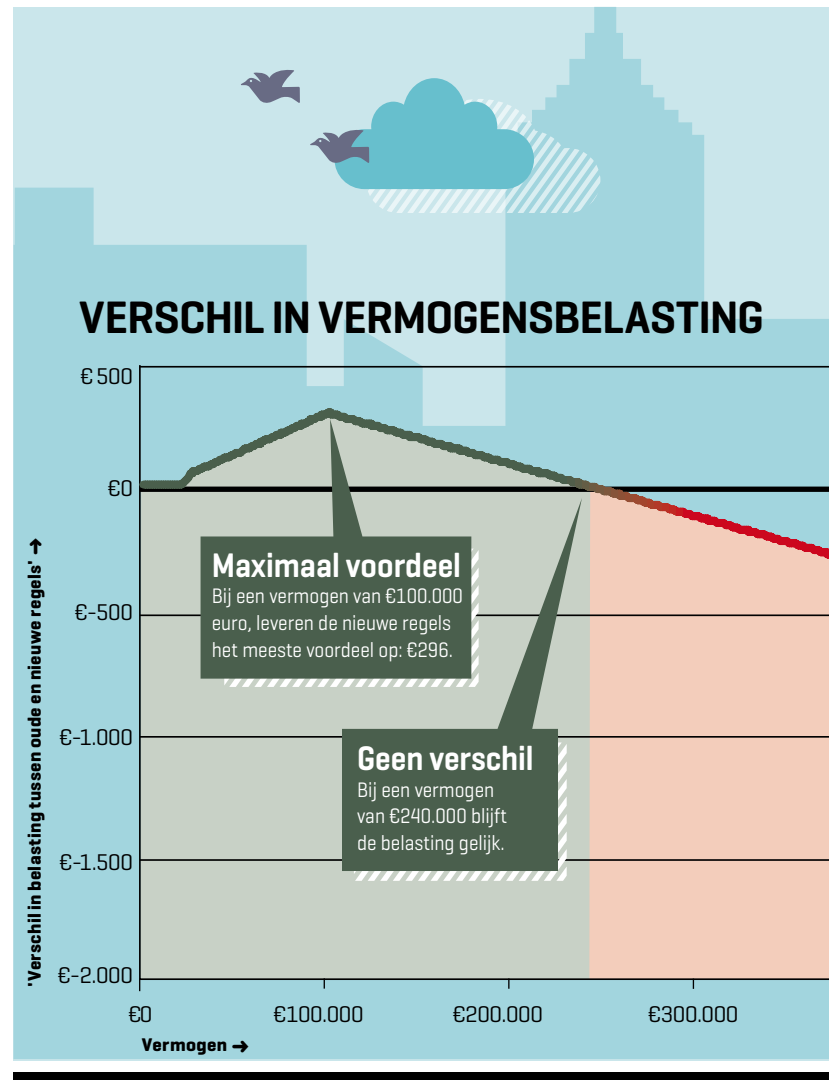 VERSCHIL IN VERMOGENSBELASTING
€500
€0
€-500
€-1.000
€-1.500
€-2.000
'Verschil in belasting tussen oude en nieuwe regels' →
Maximaal voordeel
Bij een vermogen van €100.000
euro, leveren de nieuwe regels
het meeste voordeel op: €296.
Geen verschil
Bij een vermogen
van €240.000 blijft
de belasting gelijk.
€0 €100.000 €200.000 €300.000
Vermogen →